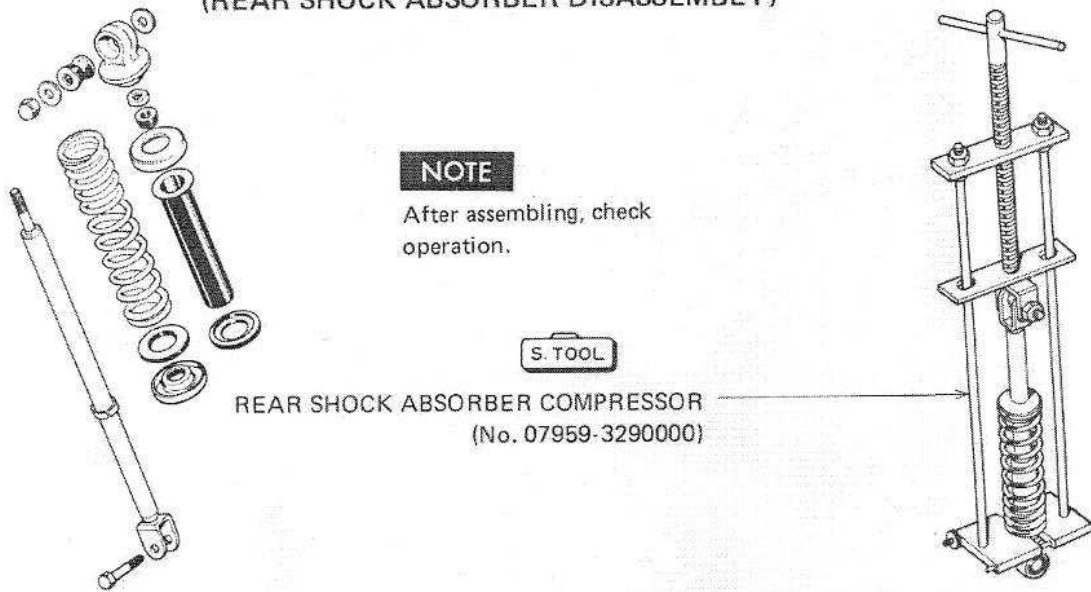 (REAR SHOCK ABSORBER DISASSEMBLY)
NOTE
After assembling, check
operation.
S. TOOL
REAR SHOCK ABSORBER COMPRESSOR
(No. 07959-3290000)